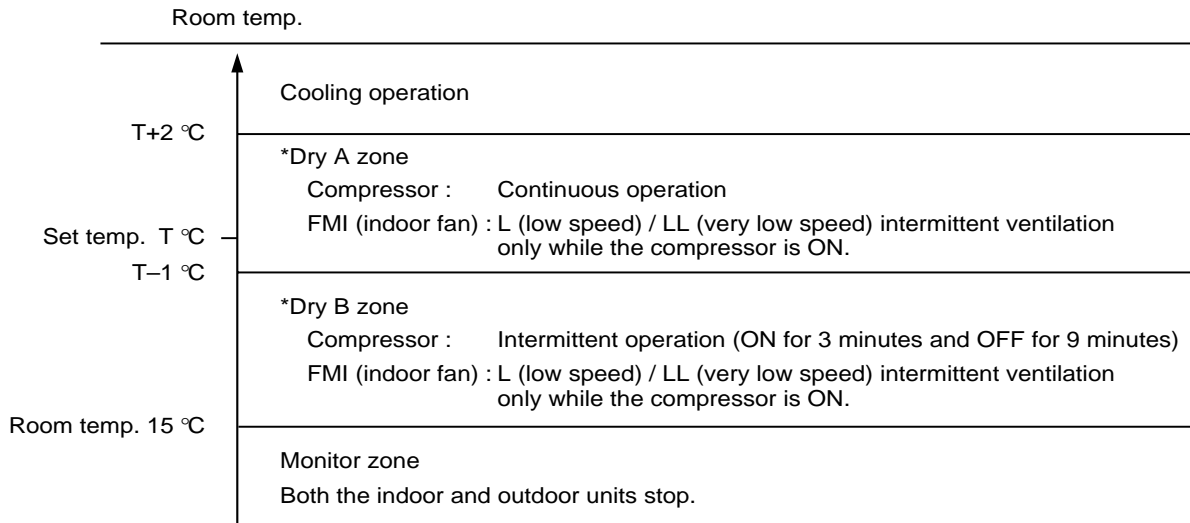 Room temp.
Cooling operation
T+2 °C
*Dry A zone
Compressor : Continuous operation
FMI (indoor fan) : L (low speed) / LL (very low speed) intermittent ventilation
only while the compressor is ON.
Set temp. T °C
T–1 °C
*Dry B zone
Compressor : Intermittent operation (ON for 3 minutes and OFF for 9 minutes)
FMI (indoor fan) : L (low speed) / LL (very low speed) intermittent ventilation
only while the compressor is ON.
Room temp. 15 °C
Monitor zone
Both the indoor and outdoor units stop.